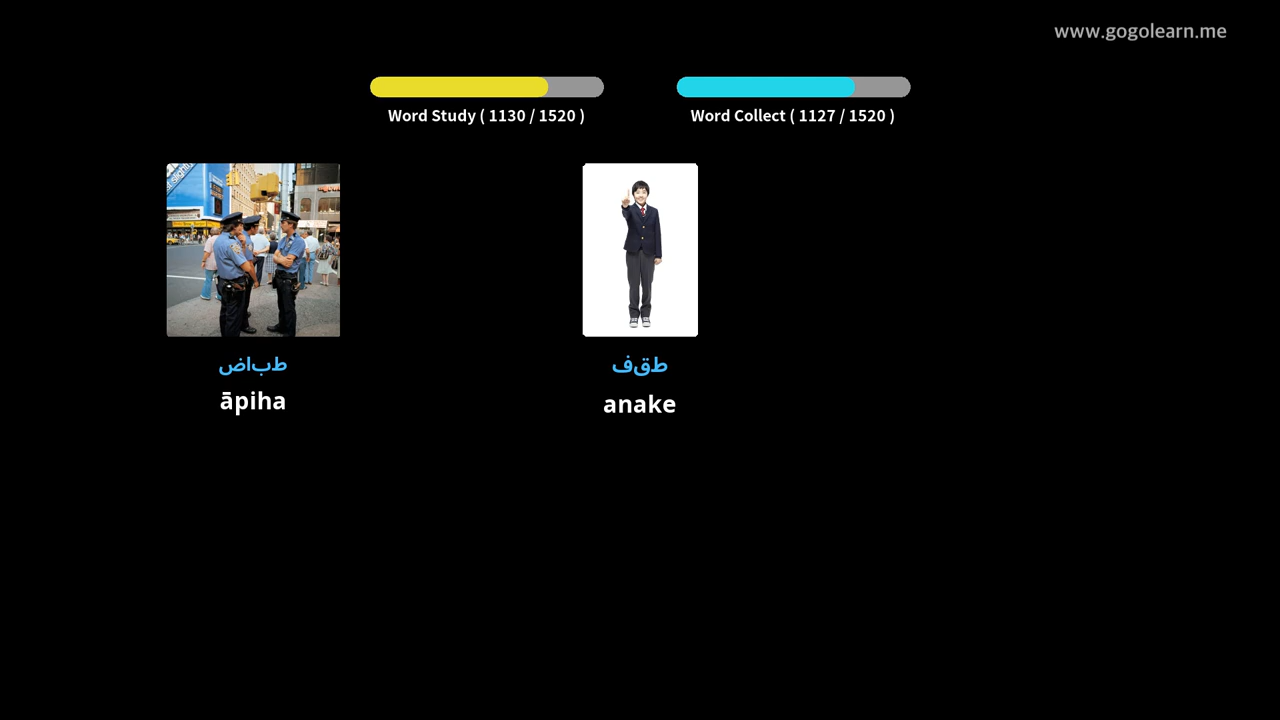 www.gogolearn.me
Word Study ( 1130 / 1520 )
Word Collect ( 1127 / 1520 )
طباض
āpiha
طقف
anake